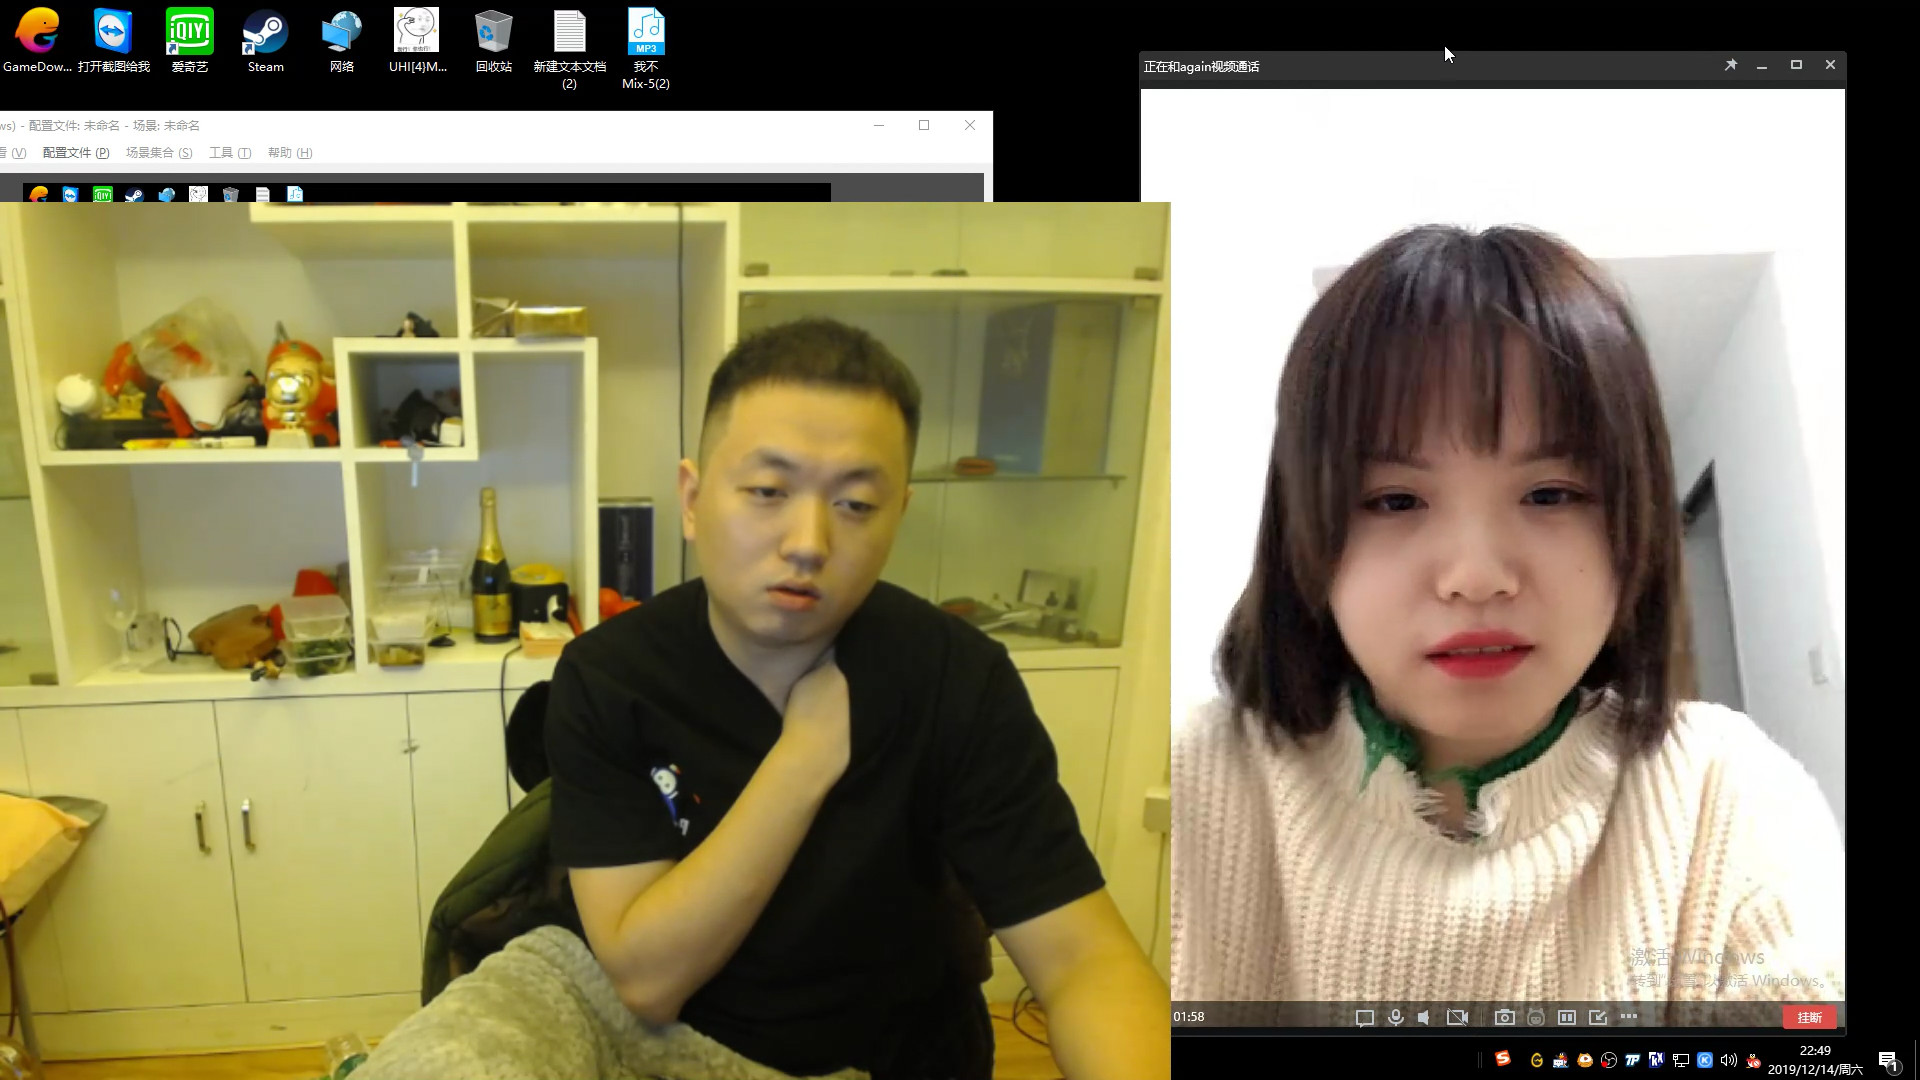 GameDow...
打开截图给我
爱奇艺
Steam
网络
UHI[4]M...
回收站
新建文本文档
(2)
我不
Mix-5(2)
iQIYI
MP3
正在和again视频通话
ws) - 配置文件: 未命名 - 场景: 未命名
看 (V) 配置文件 (P) 场景集合 (S) 工具 (T) 帮助 (H)
激活 Windows
转到"设置"以激活 Windows。
01:58
挂断
22:49
2019/12/14/周六
1